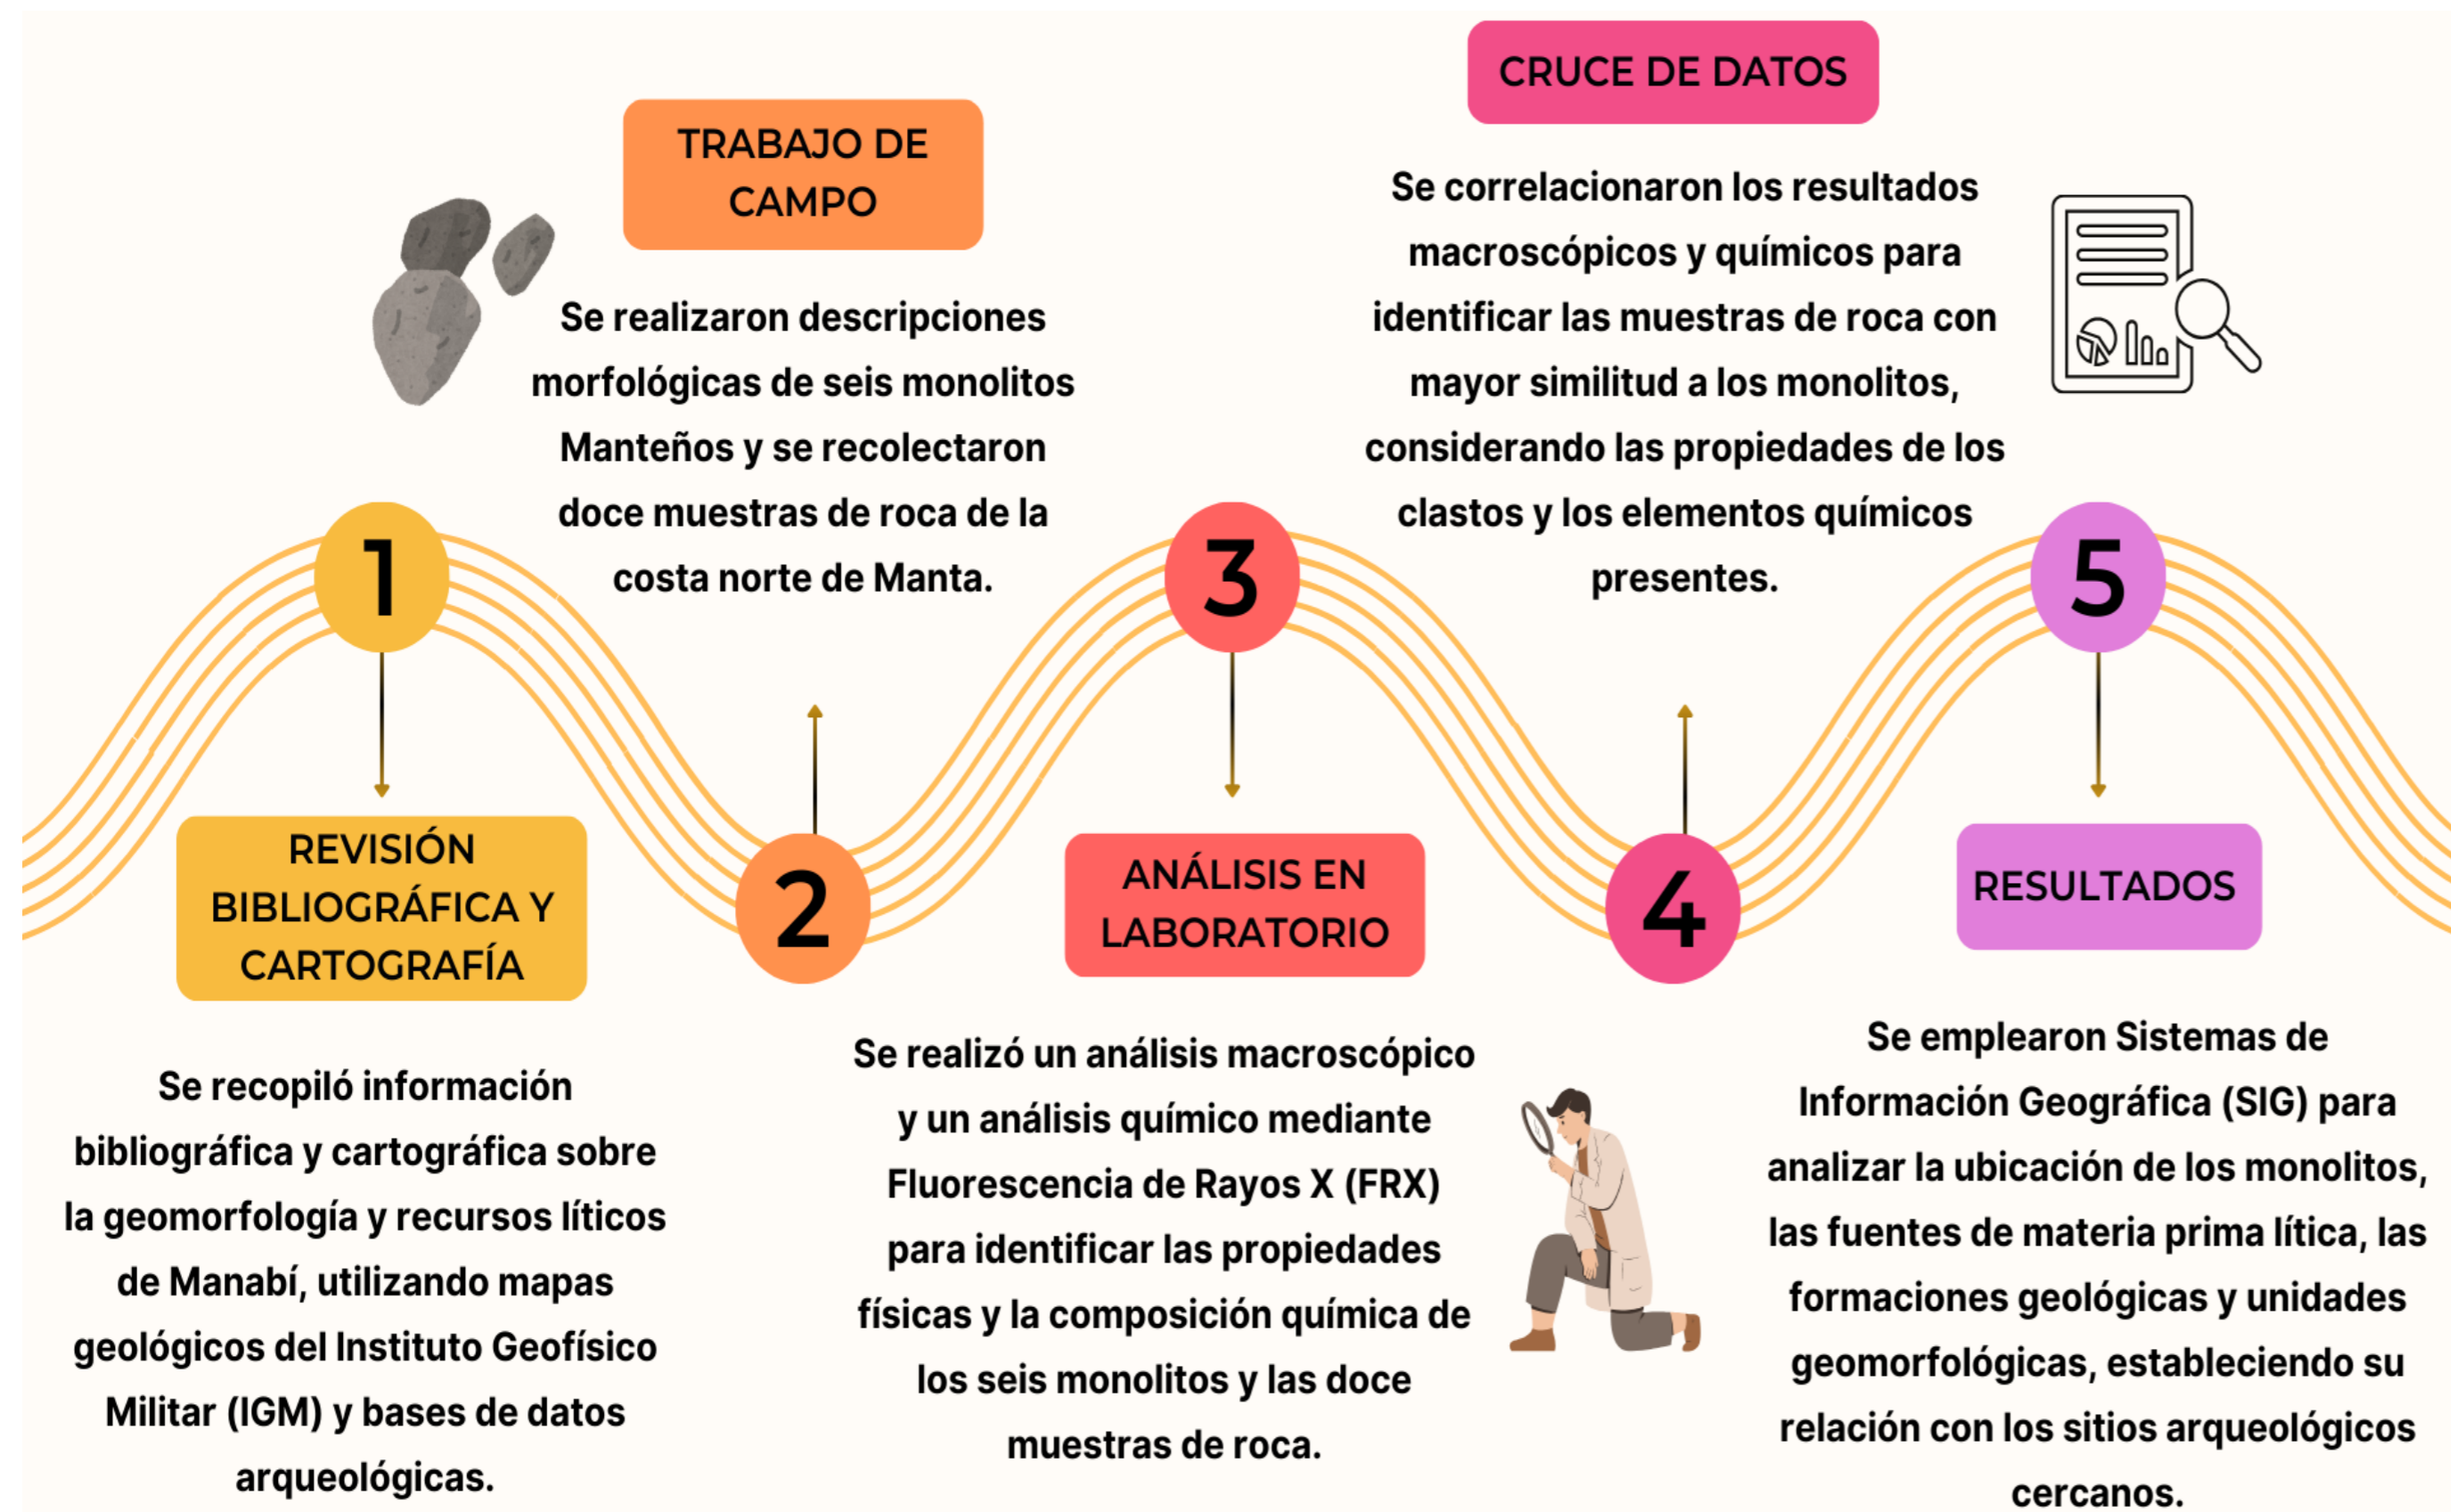 1
REVISIÓN
BIBLIOGRÁFICA Y
CARTOGRAFÍA
Se recopiló información
bibliográfica y cartográfica sobre
la geomorfología y recursos líticos
de Manabí, utilizando mapas
geológicos del Instituto Geofísico
Militar (IGM) y bases de datos
arqueológicas.
TRABAJO DE
CAMPO
Se realizaron descripciones
morfológicas de seis monolitos
Manteños y se recolectaron
doce muestras de roca de la
costa norte de Manta.
2
3
ANÁLISIS EN
LABORATORIO
Se realizó un análisis macroscópico
y un análisis químico mediante
Fluorescencia de Rayos X (FRX)
para identificar las propiedades
físicas y la composición química de
los seis monolitos y las doce
muestras de roca.
CRUCE DE DATOS
Se correlacionaron los resultados
macroscópicos y químicos para
identificar las muestras de roca con
mayor similitud a los monolitos,
considerando las propiedades de los
clastos y los elementos químicos
presentes.
4
5
RESULTADOS
Se emplearon Sistemas de
Información Geográfica (SIG) para
analizar la ubicación de los monolitos,
las fuentes de materia prima lítica, las
formaciones geológicas y unidades
geomorfológicas, estableciendo su
relación con los sitios arqueológicos
cercanos.